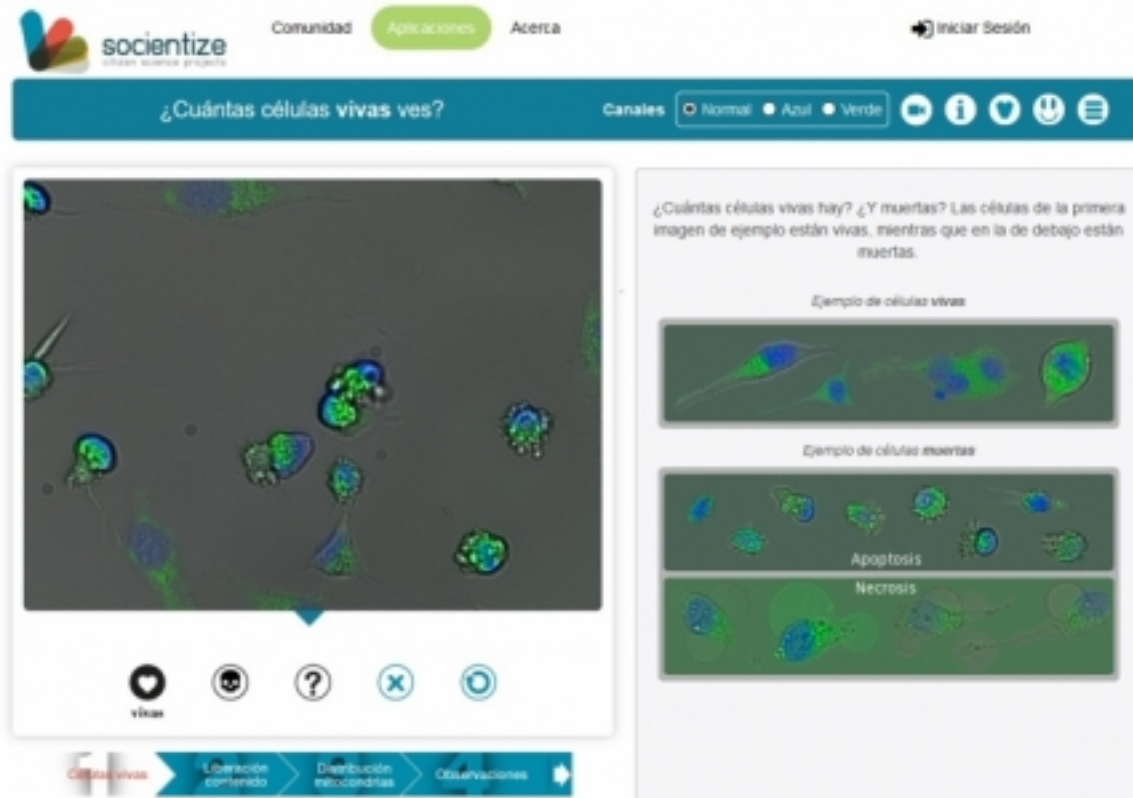 socientize
citizen science projects
Comunidad
Aplicaciones
Acerca
Iniciar Sesión
¿Cuántas células vivas ves?
Canales
Normal
Azul
Verde
¿Cuántas células vivas hay? ¿Y muertas? Las células de la primera
imagen de ejemplo están vivas, mientras que en la de debajo están
muertas.
Ejemplo de células vivas
Ejemplo de células muertas
Apoptosis
Necrosis
vivas
1
Células vivas
Liberación
contenido
Distribución
mitocondrias
4
Observaciones